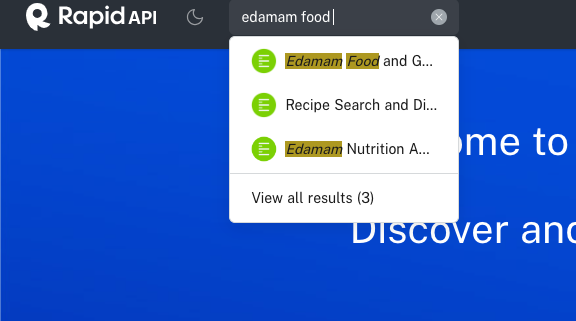 Rapid API
edamam food
Edamam Food and G...
Recipe Search and Di...
Edamam Nutrition A...
ome to
View all results (3)
Discover and